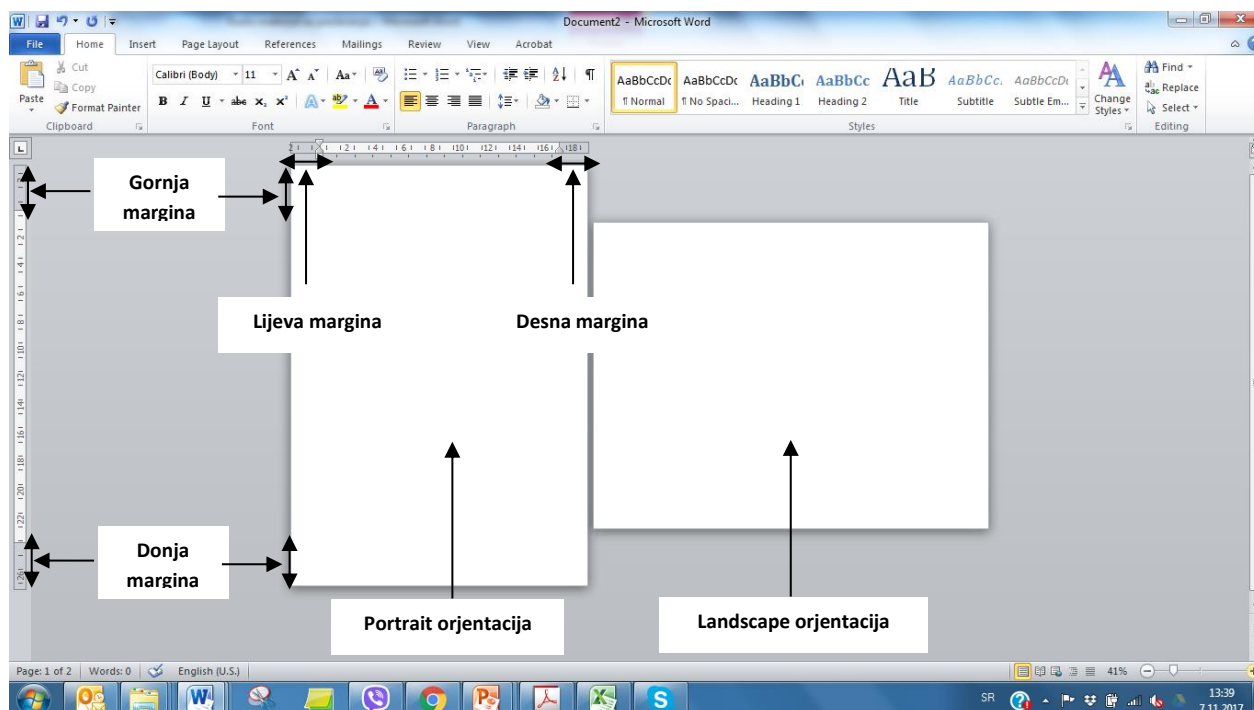 Document2 - Microsoft Word
File Home Insert Page Layout References Mailings Review View Acrobat
Paste
Cut
Copy
Format Painter
Clipboard
Calibri (Body) 11
Font
Paragraph
AaBbCcDc AaBbCcDc AaBbC AaBbCc AaB AaBbCc. AaBbCcDc
¶ Normal ¶ No Spaci... Heading 1 Heading 2 Title Subtitle Subtle Em...
Change
Styles
Styles
Find
Replace
Select
Editing
Gornja
margina
Lijeva margina
Desna margina
Donja
margina
Portrait orjentacija
Landscape orjentacija
Page: 1 of 2 Words: 0 English (U.S.) 41%
SR 13:39
7.11.2017